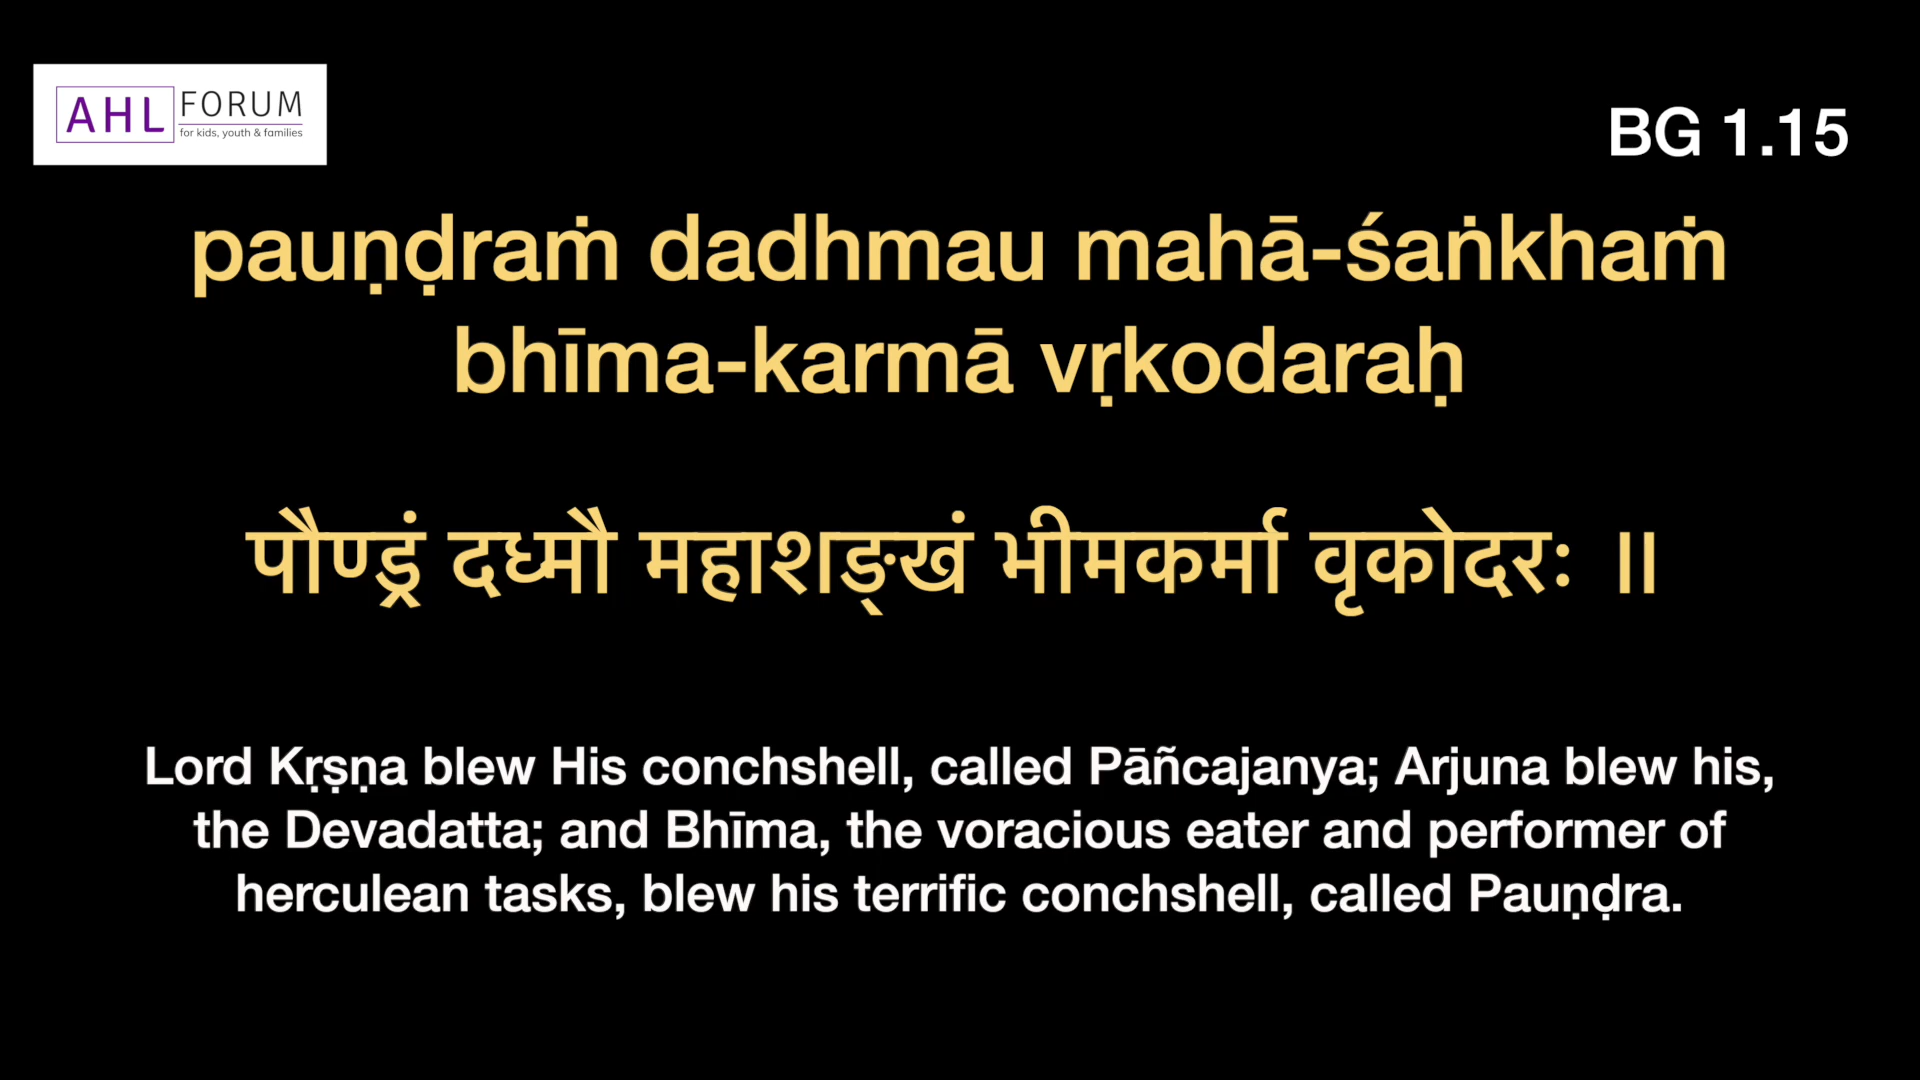 AHL FORUM
for kids, youth & families
BG 1.15
pauṇḍraṁ dadhmau mahā-śaṅkhaṁ
bhīma-karmā vṛkodaraḥ
पौण्ड्रं दध्मौ महाशङ्खं भीमकर्मा वृकोदरः ॥
Lord Kṛṣṇa blew His conchshell, called Pāñcajanya; Arjuna blew his,
the Devadatta; and Bhīma, the voracious eater and performer of
herculean tasks, blew his terrific conchshell, called Pauṇḍra.